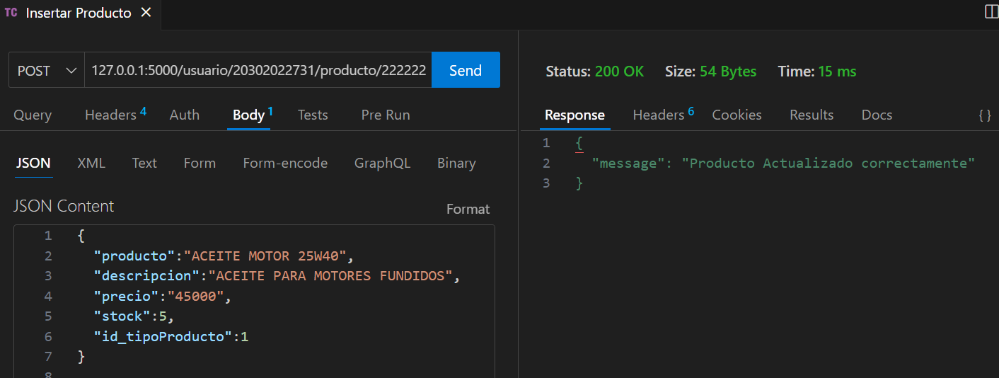 TC Insertar Producto ×
POST 127.0.0.1:5000/usuario/20302022731/producto/222222 Send
Status: 200 OK Size: 54 Bytes Time: 15 ms
Query Headers 4 Auth Body 1 Tests Pre Run
Response Headers 6 Cookies Results Docs { }
JSON XML Text Form Form-encode GraphQL Binary
JSON Content
Format
1 {
2 "producto":"ACEITE MOTOR 25W40",
3 "descripcion":"ACEITE PARA MOTORES FUNDIDOS",
4 "precio":"45000",
5 "stock":5,
6 "id_tipoProducto":1
7 }
8
1 {
2 "message": "Producto Actualizado correctamente"
3 }